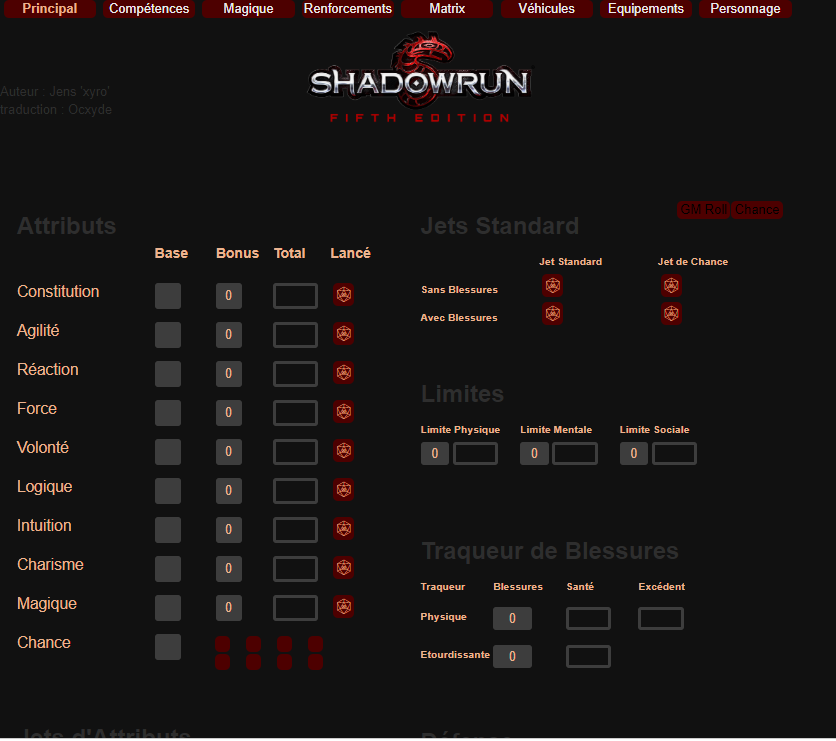 Principal Compétences Magique Renforcements Matrix Véhicules Equipements Personnage
SHADOWRUN
FIFTH EDITION
Auteur : Jens 'xyro'
traduction : Ocxyde
Attributs
Base Bonus Total Lancé
Constitution 0
Agilité 0
Réaction 0
Force 0
Volonté 0
Logique 0
Intuition 0
Charisme 0
Magique 0
Chance
Jets d'Attributs
GM Roll Chance
Jets Standard
Jet Standard Jet de Chance
Sans Blessures
Avec Blessures
Limites
Limite Physique Limite Mentale Limite Sociale
0 0 0
Traqueur de Blessures
Traqueur Blessures Santé Excédent
Physique 0
Etourdissante 0
Défense